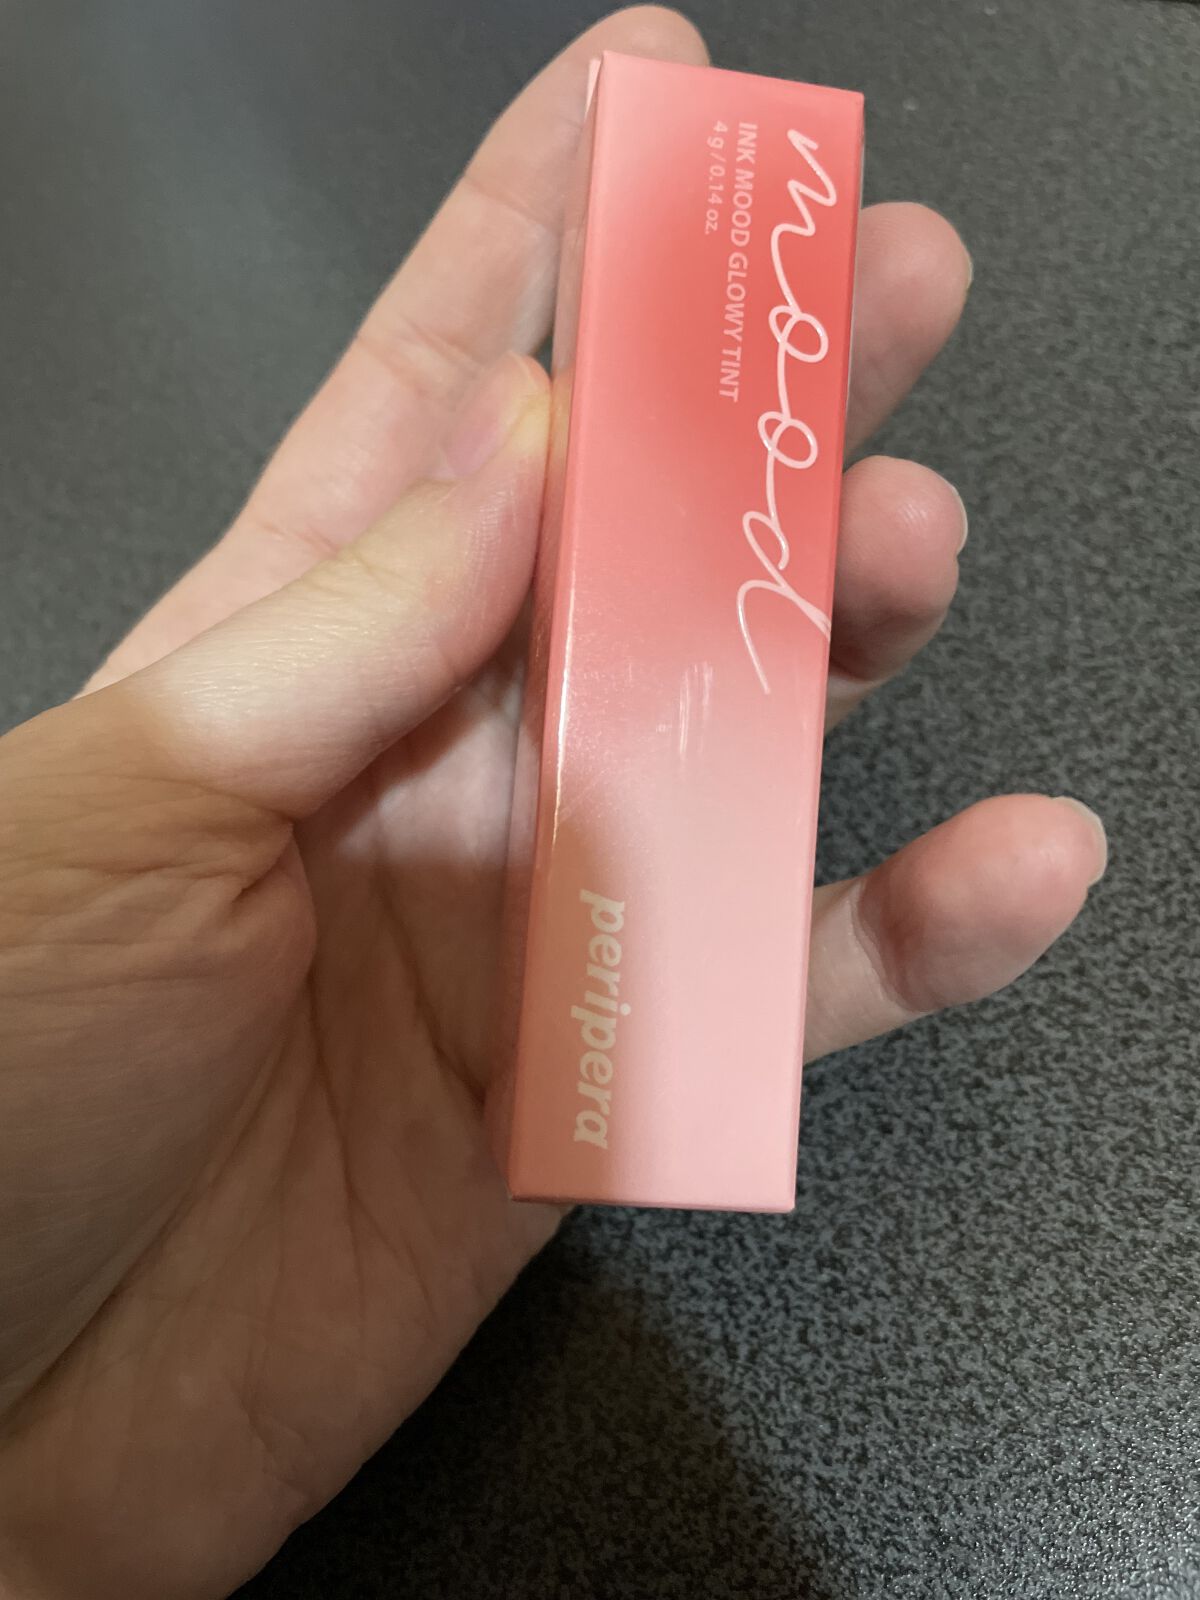 mood
INK MOOD GLOWY TINT
4 g / 0.14 oz.
peripera